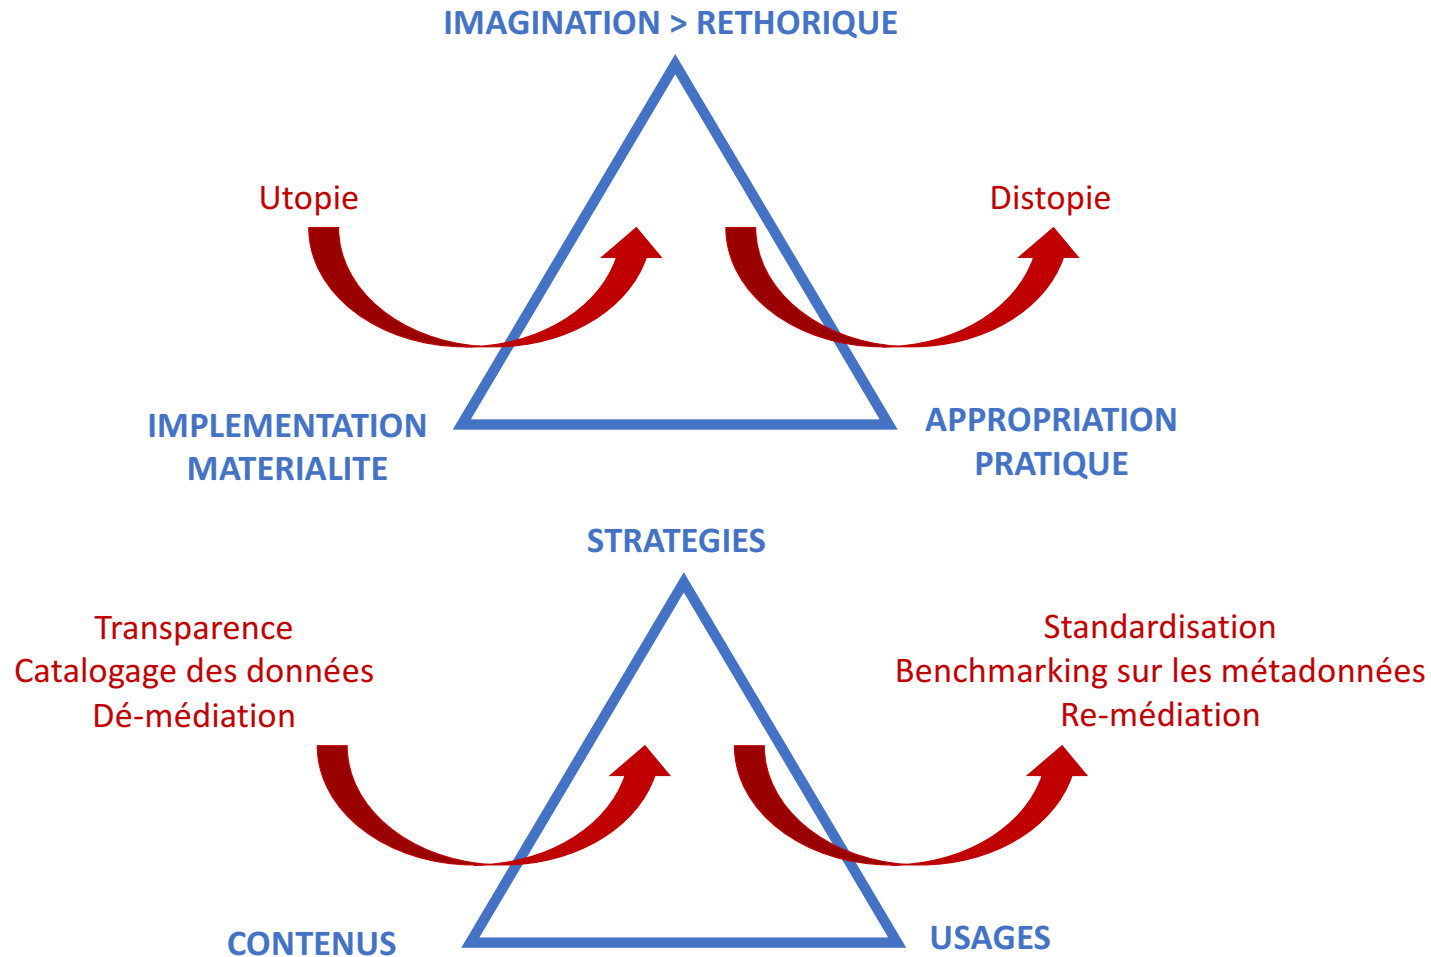 IMAGINATION > RETHORIQUE
Utopie
Distopie
IMPLEMENTATION
MATERIALITE
APPROPRIATION
PRATIQUE
STRATEGIES
Transparence
Catalogage des données
Dé-médiation
Standardisation
Benchmarking sur les métadonnées
Re-médiation
CONTENUS
USAGES